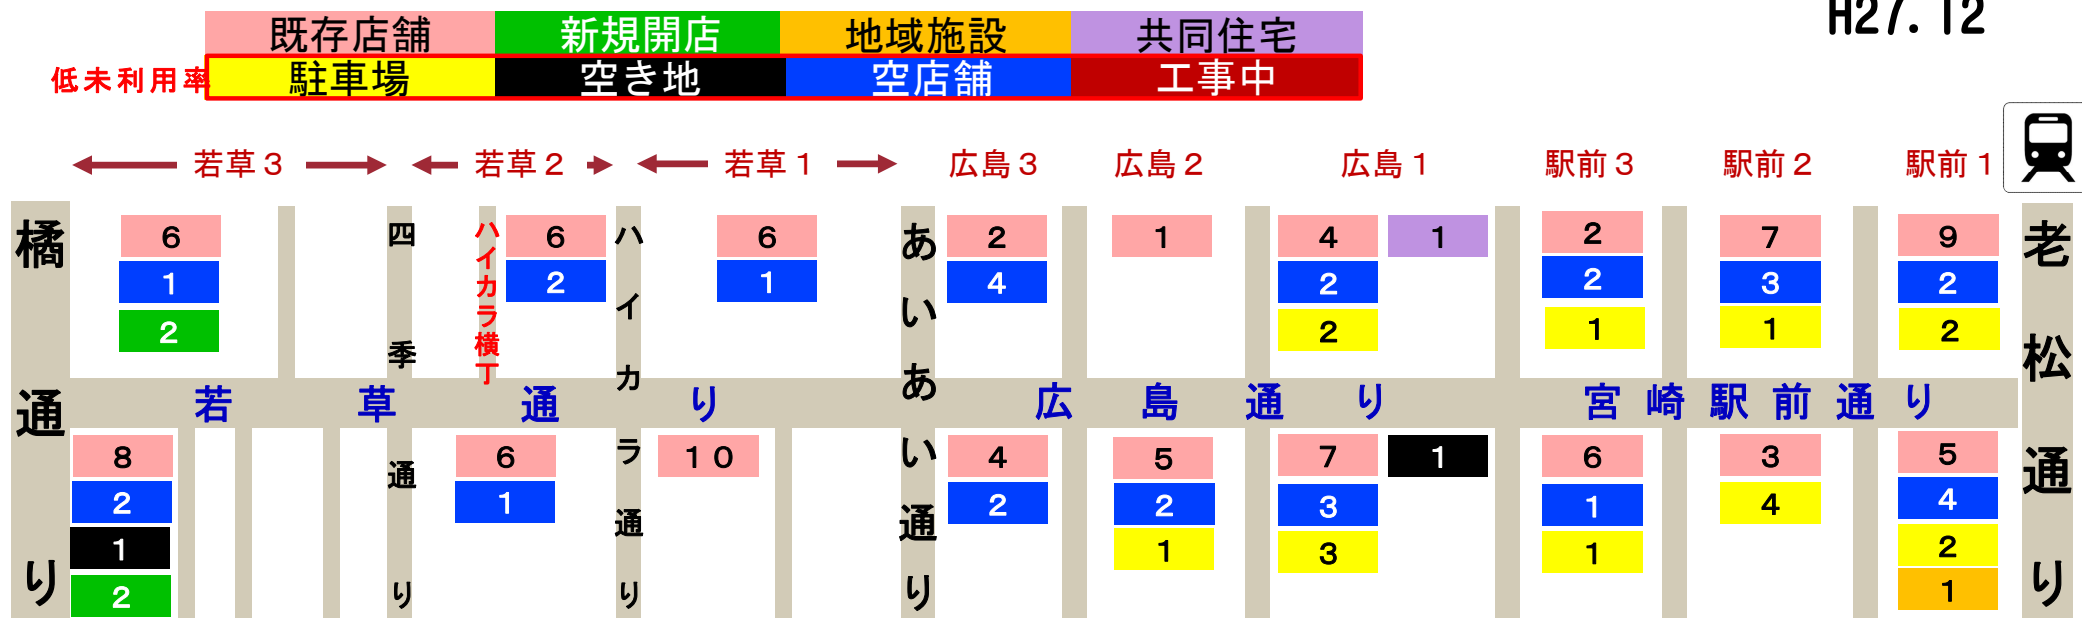 H27.12
既存店舗 新規開店 地域施設 共同住宅
低未利用率 駐車場 空き地 空店舗 工事中
若草3 若草2 若草1 広島3 広島2 広島1 駅前3 駅前2 駅前1
橘通り
四季通り
ハイカラ横丁
ハイカラ通り
あいあい通り
老松通り
6 6 6 2 1 4 1 2 7 9
1 2 1 4 2 2 3 2
2 2 1 1 2
若草通り 広島通り 宮崎駅前通り
8 6 10 4 5 7 1 6 3 5
2 1 2 2 3 1 4 4
1 1 3 1 2
2 1